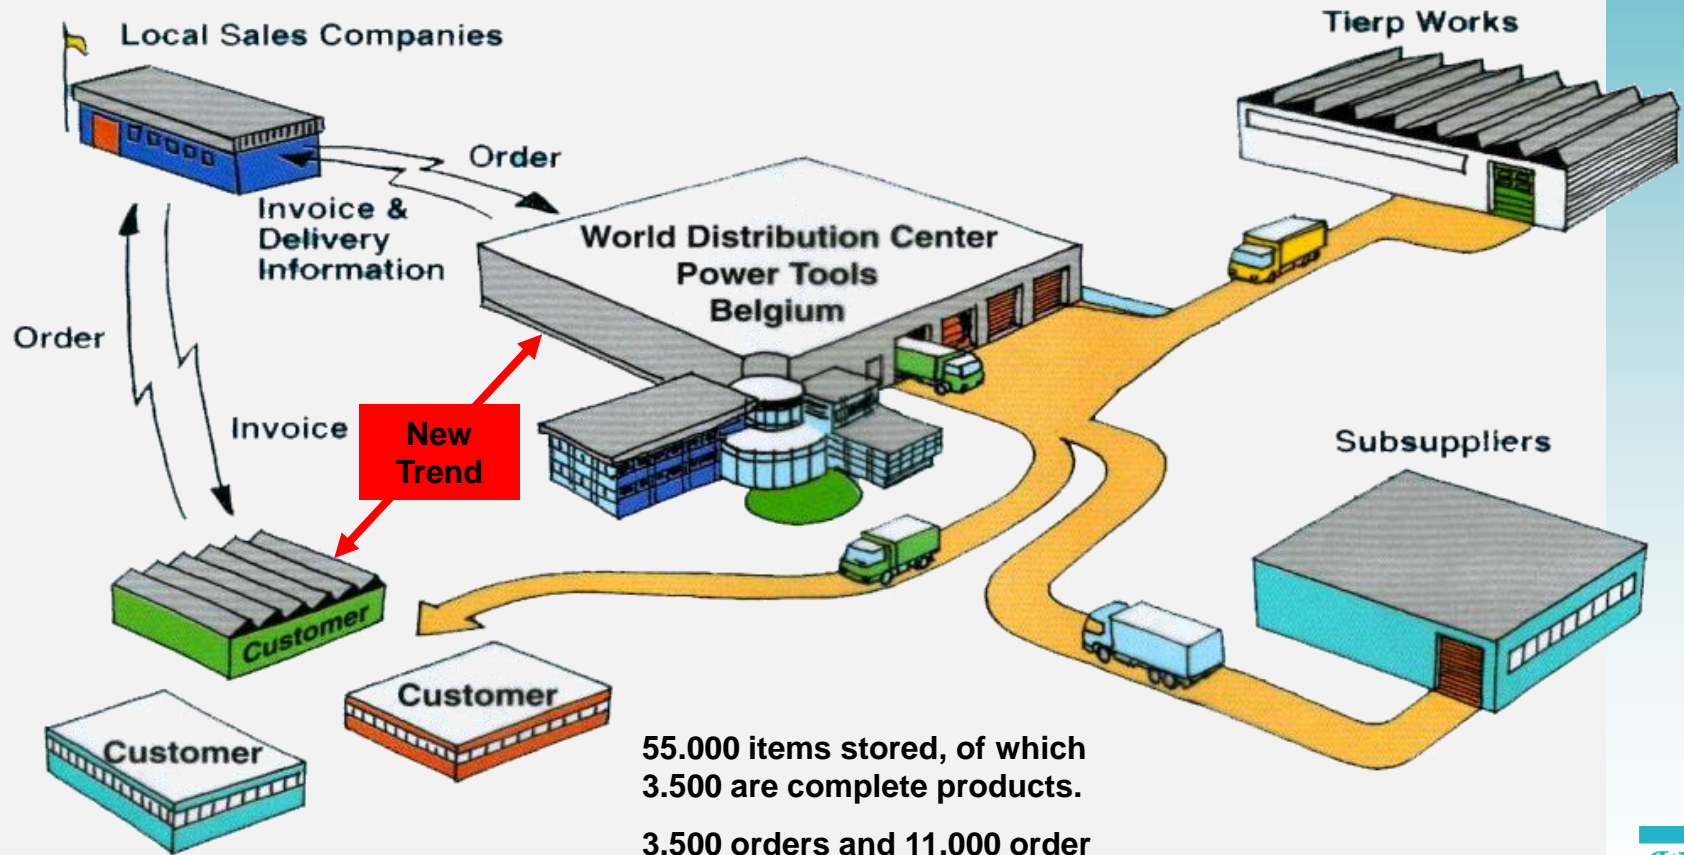 Local Sales Companies
Tierp Works
Order
Invoice &
Delivery
Information
World Distribution Center
Power Tools
Belgium
Order
Invoice
New
Trend
Subsuppliers
Customer
Customer
Customer
55.000 items stored, of which
3.500 are complete products.
3.500 orders and 11.000 order